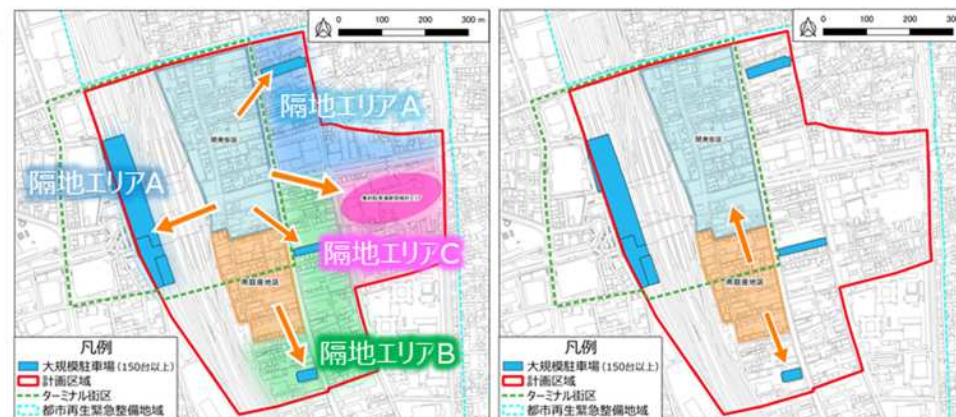 0 100 200 300 m
隔地エリアA
関東街区
隔地エリアA
隔地エリアC
隔地エリアB
凡例
大規模駐車場(150台以上)
計画区域
ターミナル街区
都市再生緊急整備地域
0 100 200 300 m
凡例
大規模駐車場(150台以上)
計画区域
ターミナル街区
都市再生緊急整備地域